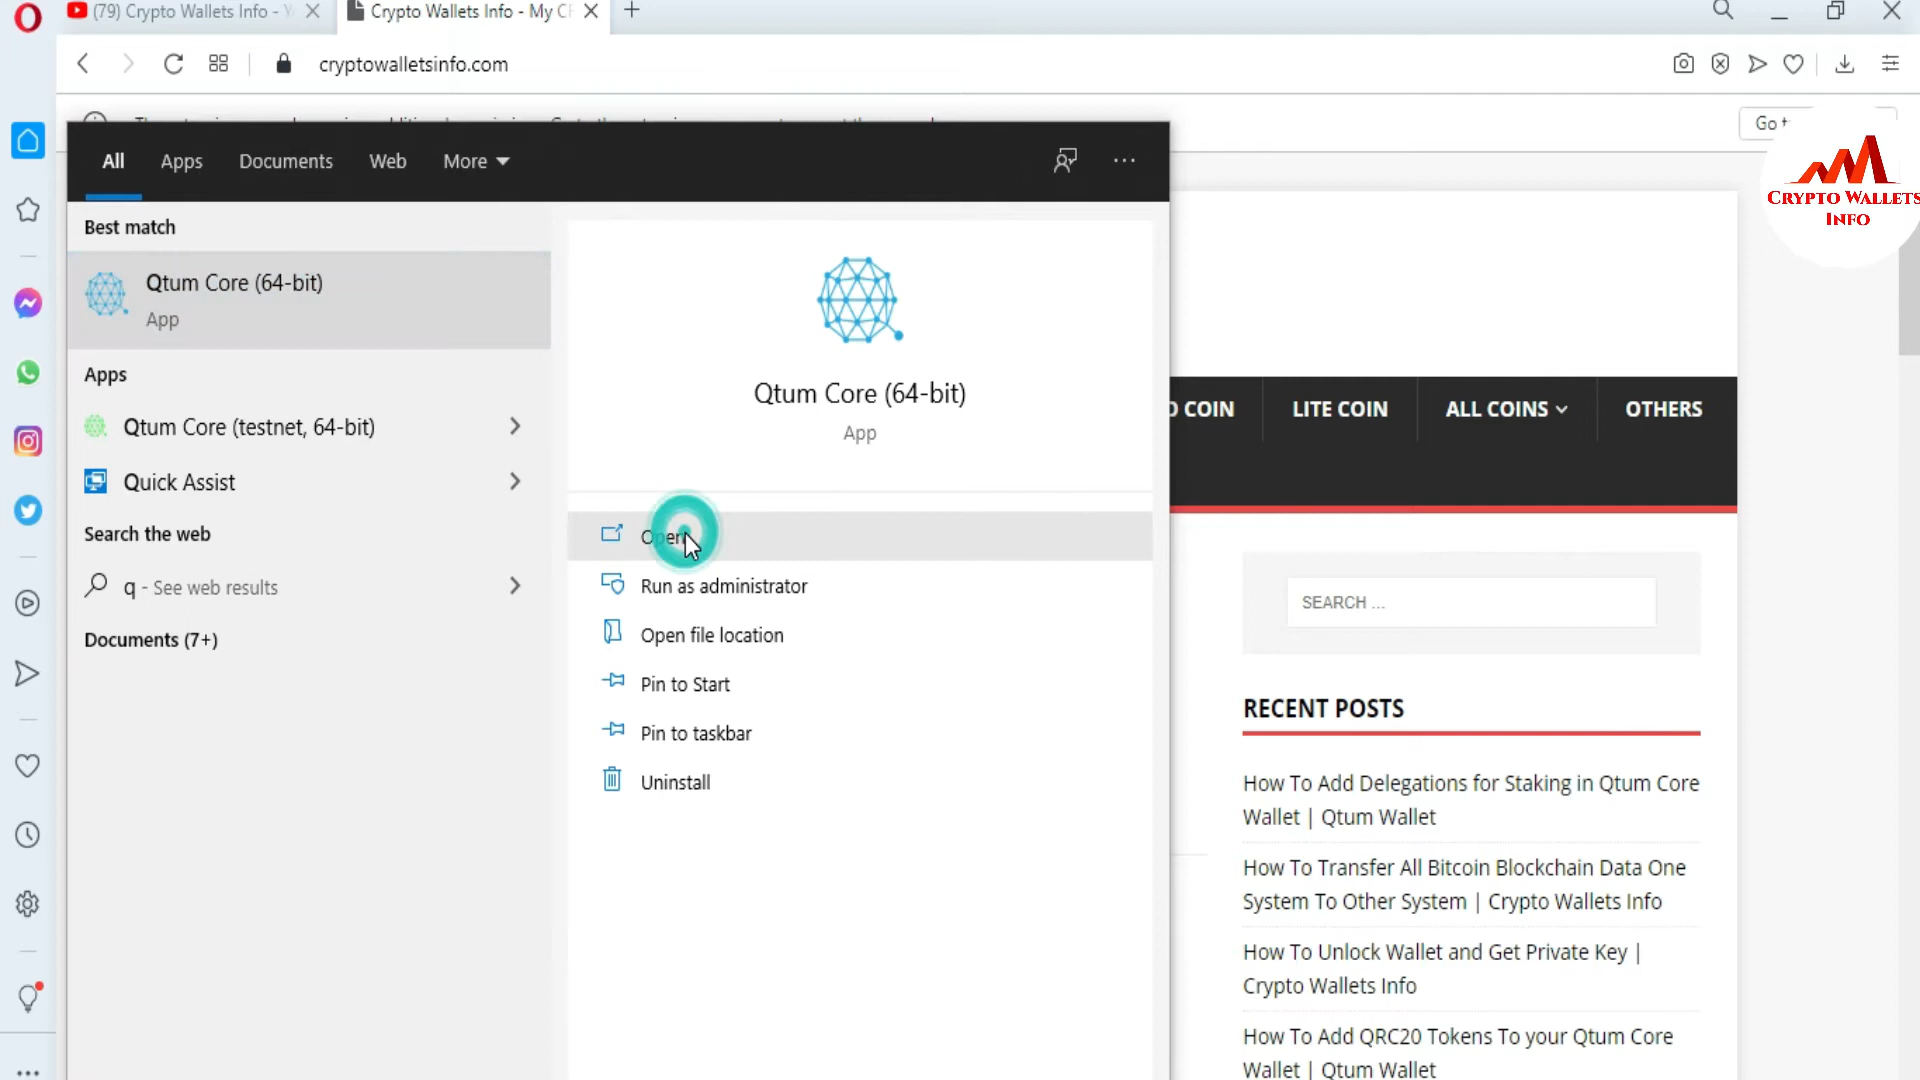 (79) Crypto Wallets Info - Y
Crypto Wallets Info - My C
cryptowalletsinfo.com
Go t
CRYPTO WALLETS
INFO
All
Apps
Documents
Web
More
Best match
Qtum Core (64-bit)
App
Apps
Qtum Core (testnet, 64-bit)
Quick Assist
Search the web
q - See web results
Documents (7+)
Qtum Core (64-bit)
App
Open
Run as administrator
Open file location
Pin to Start
Pin to taskbar
Uninstall
COIN
LITE COIN
ALL COINS
OTHERS
SEARCH ...
RECENT POSTS
How To Add Delegations for Staking in Qtum Core
Wallet | Qtum Wallet
How To Transfer All Bitcoin Blockchain Data One
System To Other System | Crypto Wallets Info
How To Unlock Wallet and Get Private Key |
Crypto Wallets Info
How To Add QRC20 Tokens To your Qtum Core
Wallet | Qtum Wallet